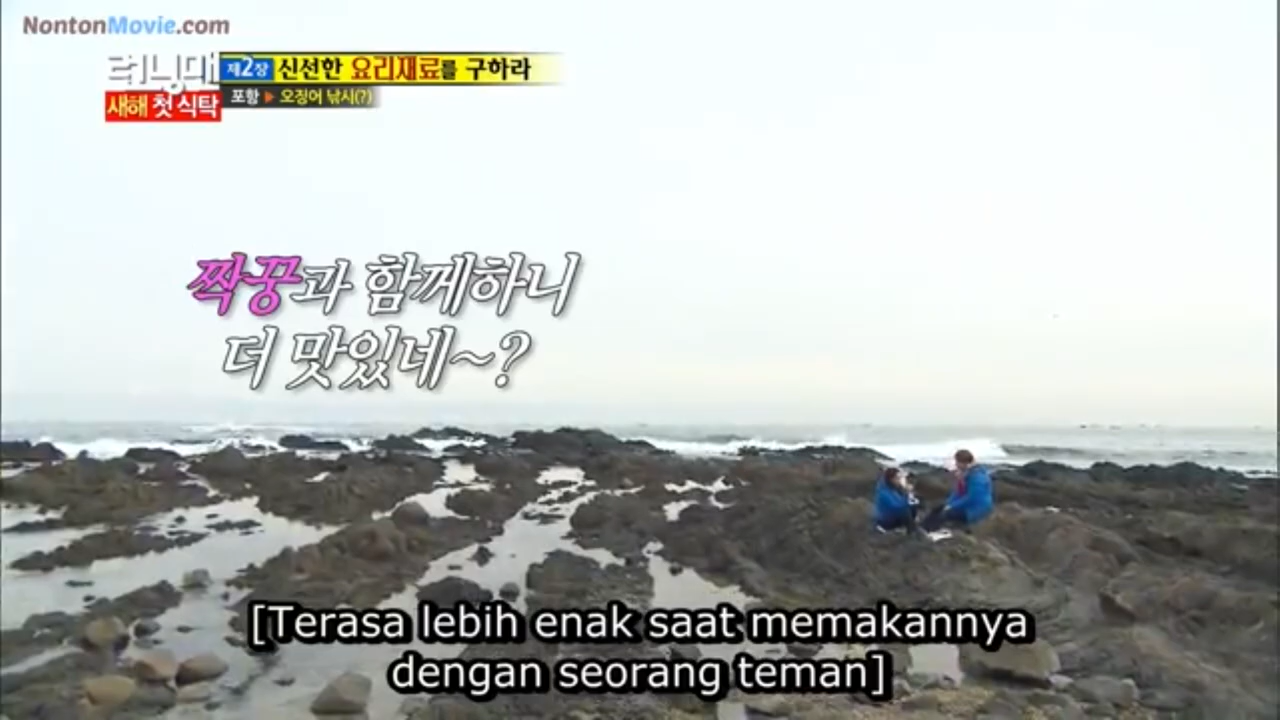 NontonMovie.com
러닝매
제2장 신선한 요리재료를 구하라
새해 첫 식탁
포항 ▶ 오징어 낚시(?)
짝꿍과 함께하니
더 맛있네~?
[Terasa lebih enak saat memakannya
dengan seorang teman]